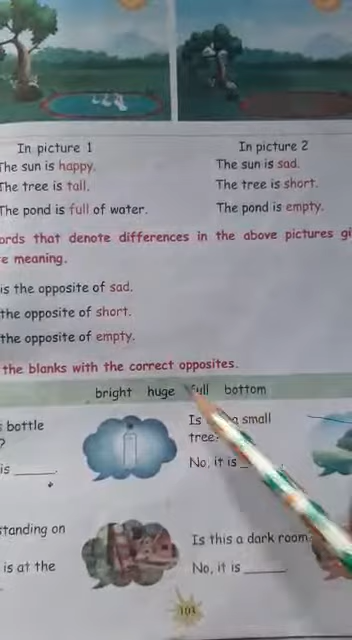 In picture 1
In picture 2
The sun is happy.
The sun is sad.
The tree is tall.
The tree is short.
The pond is full of water.
The pond is empty.
that denote differences in the above pictures
meaning.
is the opposite of sad.
the opposite of short.
the opposite of empty.
the blanks with the correct opposites.
bright huge full bottom
bottle
?
is _____.
Is small
tree?
No, it is
standing on
is at the
Is this a dark room
No, it is _____.